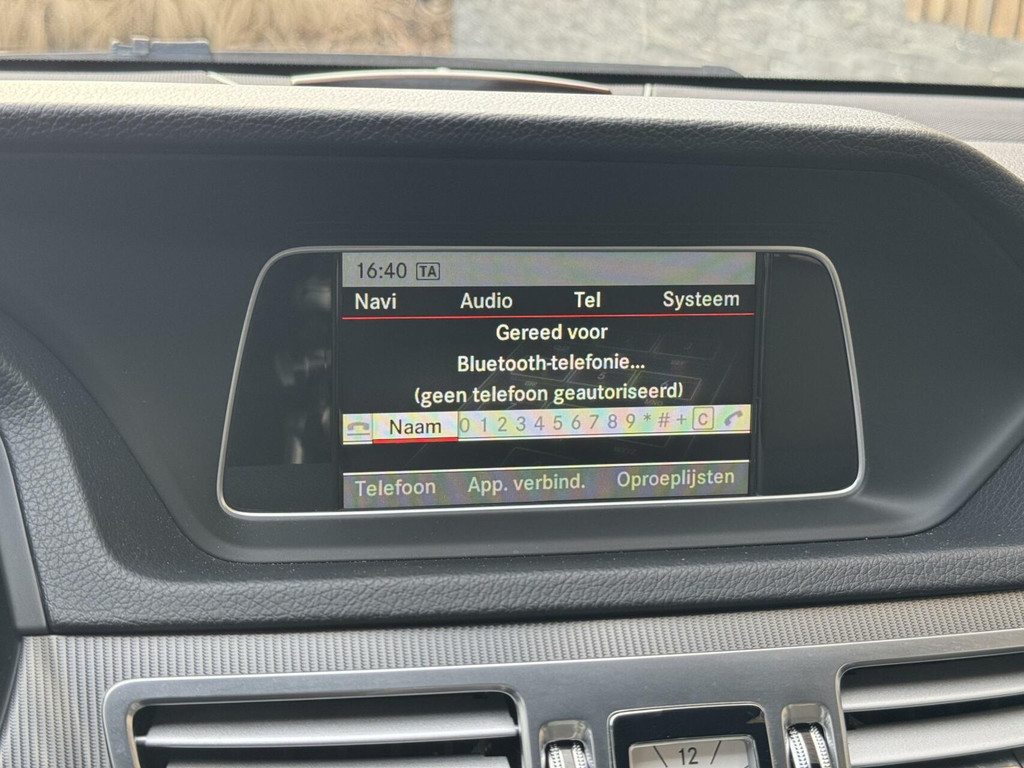 16:40 TA
Navi Audio Tel Systeem
Gereed voor
Bluetooth-telefonie...
(geen telefoon geautoriseerd)
Naam 0 1 2 3 4 5 6 7 8 9 * # + C
Telefoon App. verbind. Oproeplijsten
12